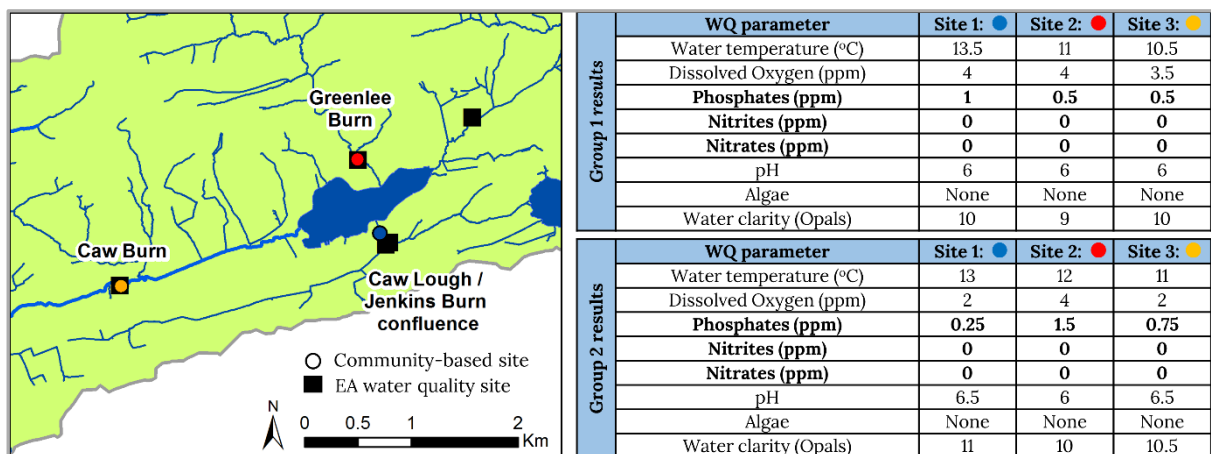 Greenlee
Burn
Caw Burn
Caw Lough /
Jenkins Burn
confluence
Community-based site
EA water quality site
N
0 0.5 1 2
Km
Group 1 results
WQ parameter Site 1: Site 2: Site 3:
Water temperature (°C) 13.5 11 10.5
Dissolved Oxygen (ppm) 4 4 3.5
Phosphates (ppm) 1 0.5 0.5
Nitrites (ppm) 0 0 0
Nitrates (ppm) 0 0 0
pH 6 6 6
Algae None None None
Water clarity (Opals) 10 9 10
Group 2 results
WQ parameter Site 1: Site 2: Site 3:
Water temperature (°C) 13 12 11
Dissolved Oxygen (ppm) 2 4 2
Phosphates (ppm) 0.25 1.5 0.75
Nitrites (ppm) 0 0 0
Nitrates (ppm) 0 0 0
pH 6.5 6 6.5
Algae None None None
Water clarity (Opals) 11 10 10.5